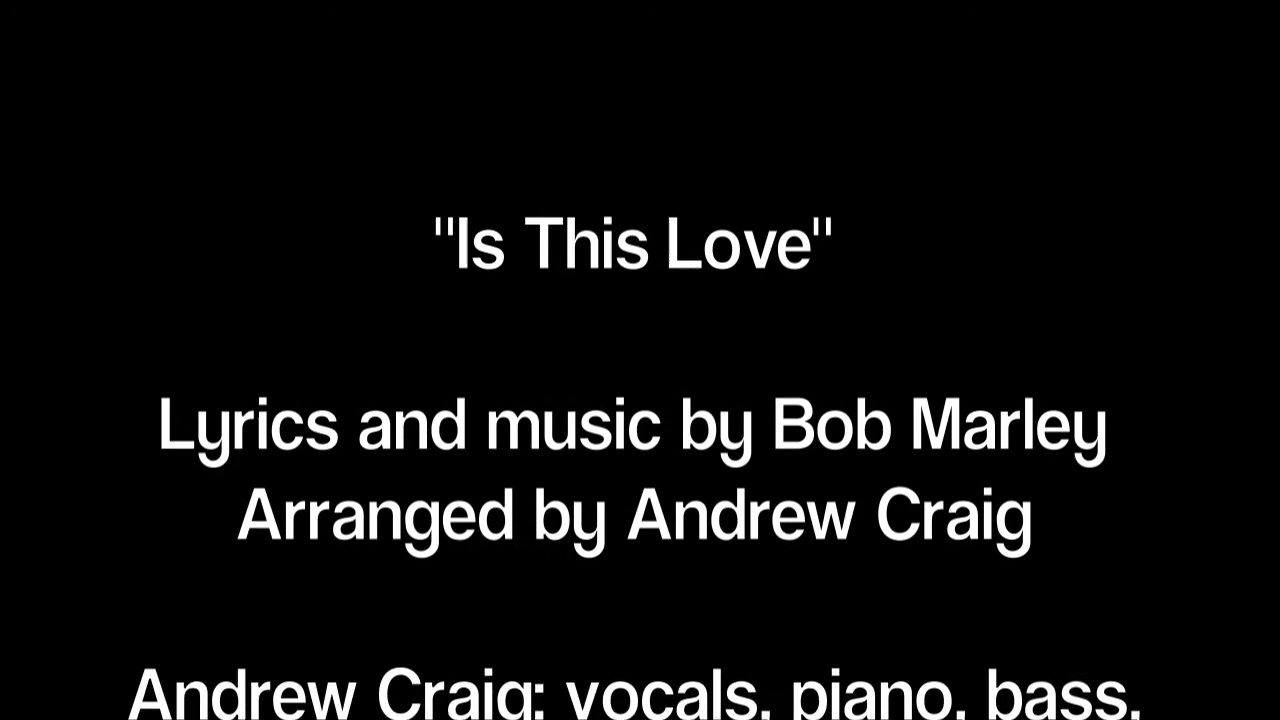 "Is This Love"
Lyrics and music by Bob Marley
Arranged by Andrew Craig
Andrew Craig: vocals, piano, bass,